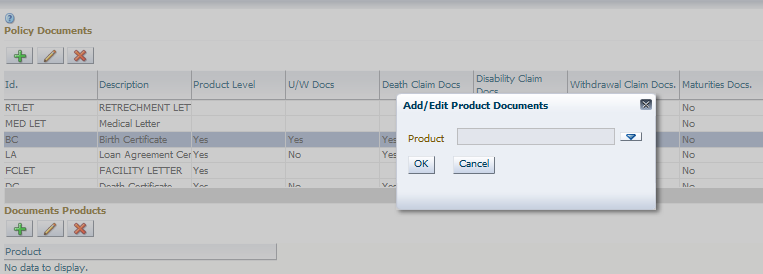 Policy Documents
Id. Description Product Level U/W Docs Death Claim Docs Disability Claim Docs. Withdrawal Claim Docs. Maturities Docs.
RTLET RETRECHMENT LET No
MED LET Medical Letter No
BC Birth Certificate Yes Yes Yes No
LA Loan Agreement Cer Yes No Yes No
FCLET FACILITY LETTER Yes No
DC Death Certificate Yes No No
Add/Edit Product Documents
Product
OK Cancel
Documents Products
Product
No data to display.